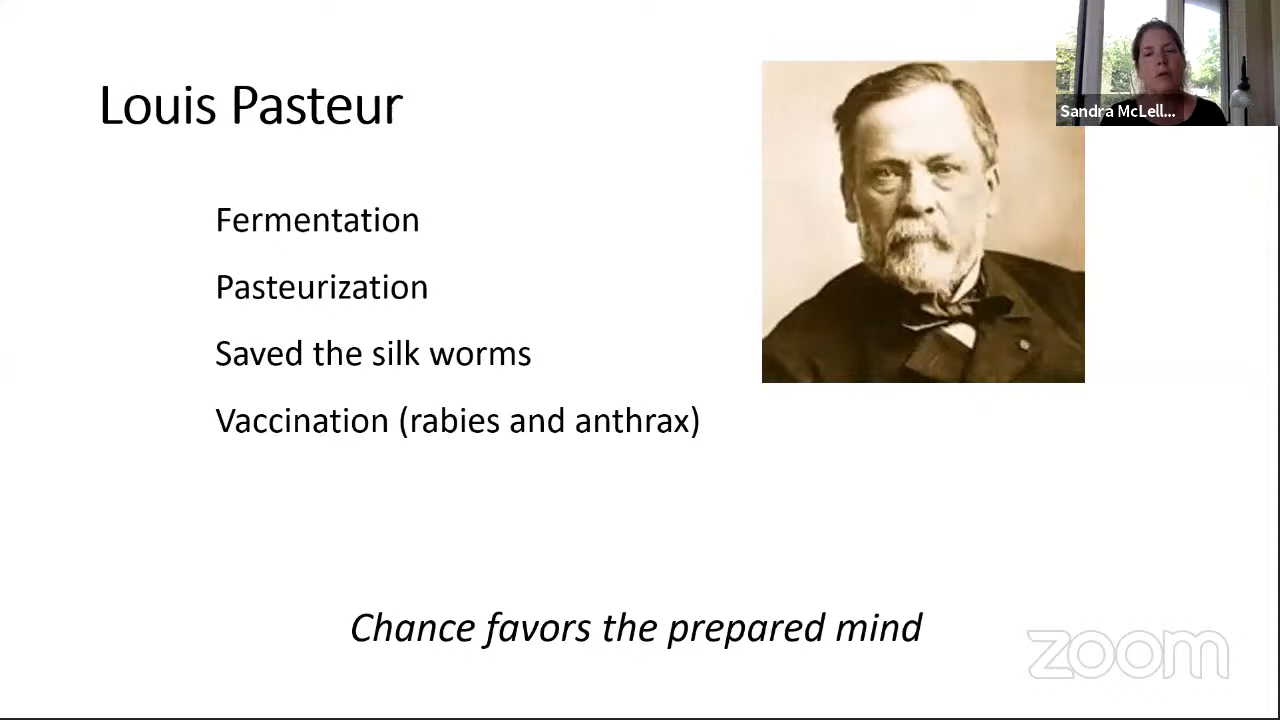 Louis Pasteur
Sandra McLell...
Fermentation
Pasteurization
Saved the silk worms
Vaccination (rabies and anthrax)
Chance favors the prepared mind
zoom